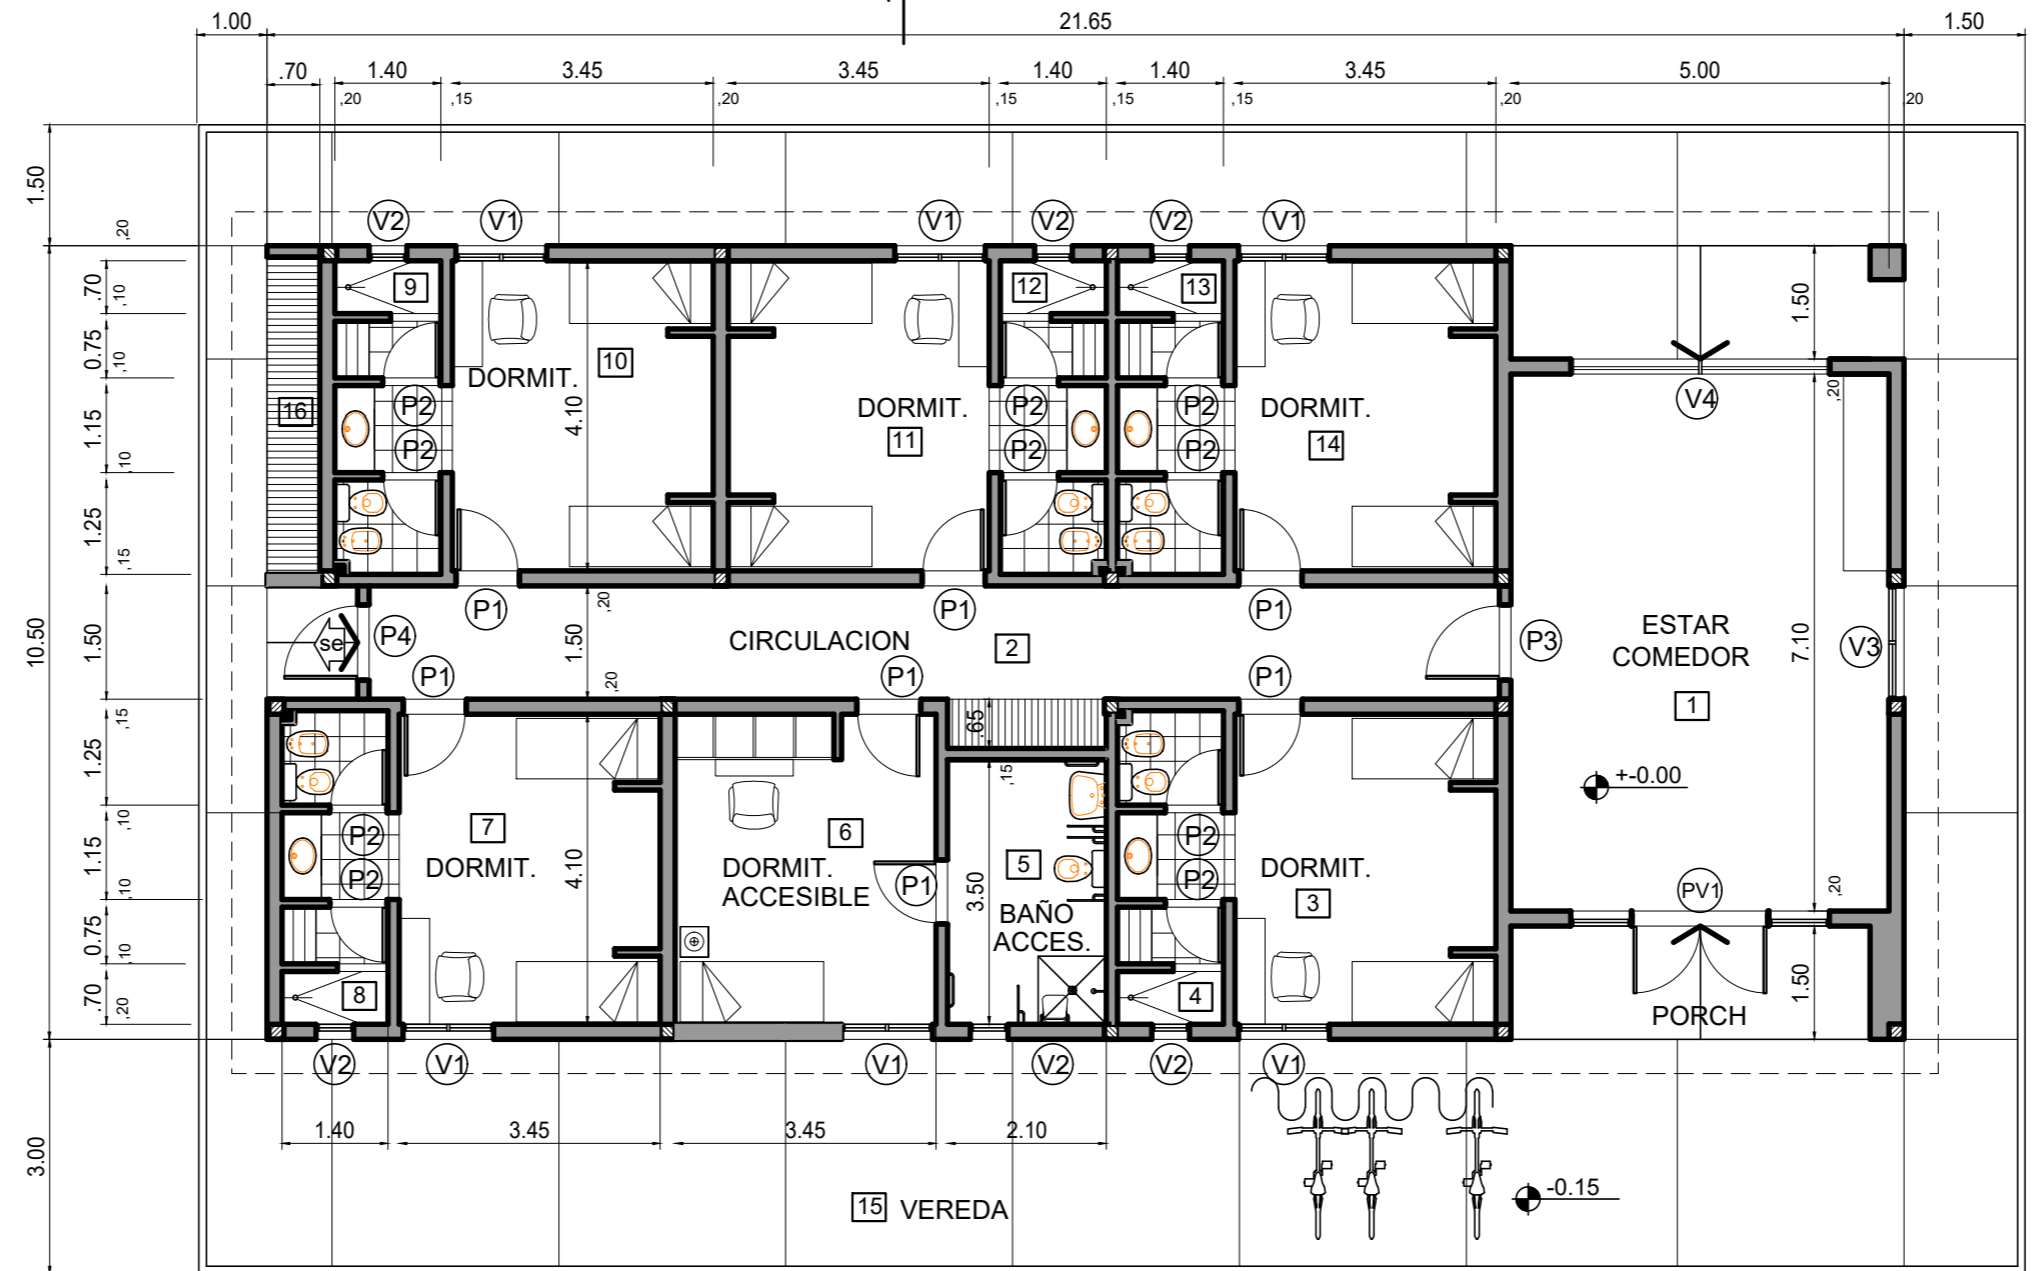 1.00 21.65 1.50
.70 1.40 3.45 3.45 1.40 1.40 3.45 5.00
,20 ,15 ,20 ,15 ,15 ,15 ,20 ,20
1.50
,20
V2 V1 V1 V2 V2 V1
.70 ,10 9 12 13 1.50
0.75 ,10 10
DORMIT.
4.10
16 P2 DORMIT. P2 P2 DORMIT. V4 ,20
1.15 P2 11 P2 P2 14
,10
1.25
,15
10.50
1.50
P1 ,20 P1 P1
se P4 1.50 CIRCULACION 2 P3 ESTAR
COMEDOR 7.10 V3
P1 ,20 P1 P1
1
,15 .65
1.25
,15 +-0.00
,10
1.15 P2 7 6 5 P2
DORMIT. 4.10 DORMIT.
ACCESIBLE P1 3.50 DORMIT.
P2 P2 3 PV1 ,20
,10 BAÑO
ACCES.
0.75
,10
.70 ,20 8 4 1.50
PORCH
V2 V1 V1 V2 V2 V1
1.40 3.45 3.45 2.10
3.00
15 VEREDA -0.15